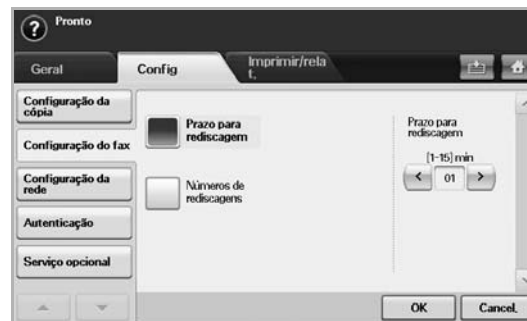 ? Pronto
Geral
Config
Imprimir/rela
t.
Configuração da
cópia
Configuração do fax
Configuração da
rede
Autenticação
Serviço opcional
Prazo para
rediscagem
Números de
rediscagens
Prazo para
rediscagem
[1-15] min
< 01 >
OK
Cancel.